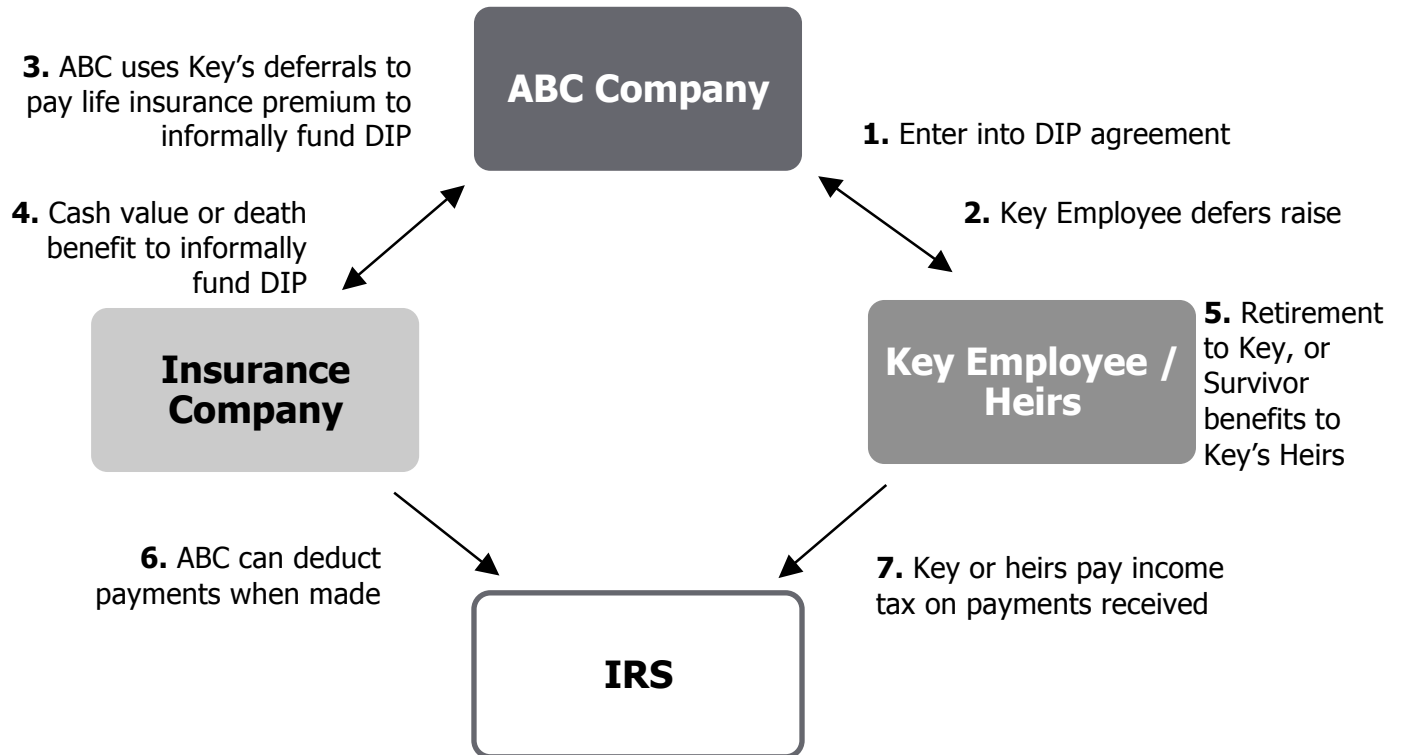 3. ABC uses Key’s deferrals to
pay life insurance premium to
informally fund DIP
ABC Company
1. Enter into DIP agreement
4. Cash value or death
benefit to informally
fund DIP
2. Key Employee defers raise
Insurance
Company
Key Employee /
Heirs
5. Retirement
to Key, or
Survivor
benefits to
Key’s Heirs
6. ABC can deduct
payments when made
7. Key or heirs pay income
tax on payments received
IRS